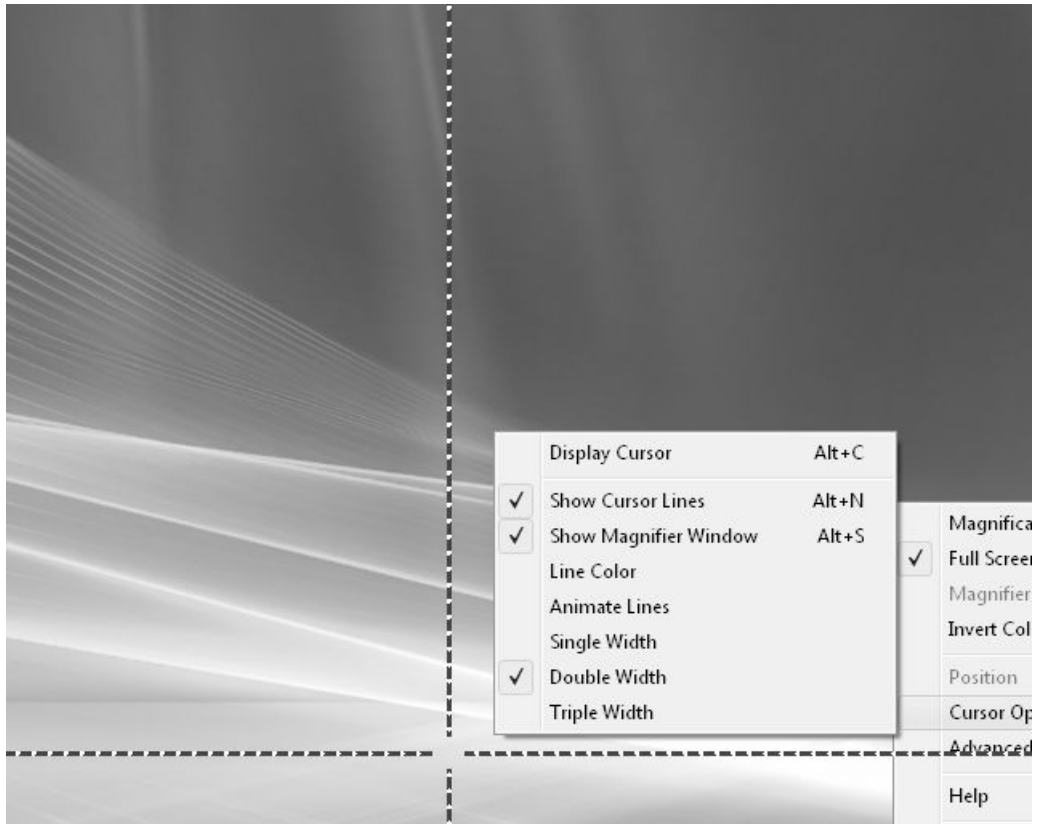 Display Cursor Alt+C
Show Cursor Lines Alt+N
Show Magnifier Window Alt+S
Line Color
Animate Lines
Single Width
Double Width
Triple Width
Magnifica
Full Screen
Magnifier
Invert Col
Position
Cursor Op
Advanced
Help